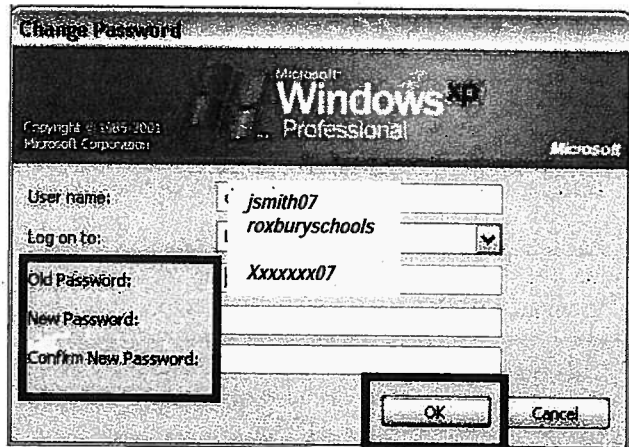 Change Password
Microsoft
Windows xp
Professional
Copyright © 1985-2001
Microsoft Corporation
Microsoft
User name:
jsmith07
Log on to:
roxburyschools
Old Password:
Xxxxxxx07
New Password:
Confirm New Password:
OK
Cancel